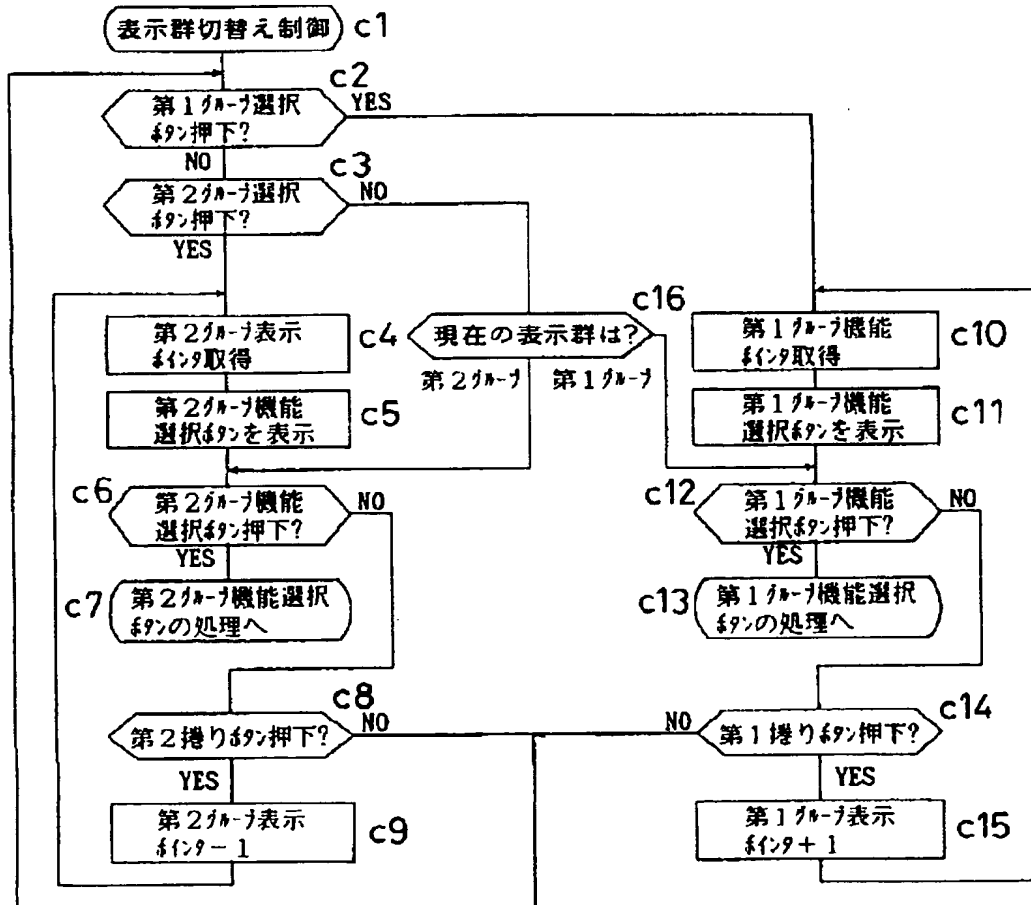 表示群切替え制御 c1
c2
第1グループ選択
ボタン押下?
YES
NO
c3
第2グループ選択
ボタン押下?
NO
YES
c16
現在の表示群は?
第2グループ
第1グループ
第2グループ表示
ポインタ取得
c4
第2グループ機能
選択ボタンを表示
c5
c6
第2グループ機能
選択ボタン押下?
NO
YES
c7
第2グループ機能選択
ボタンの処理へ
c8
第2捲りボタン押下?
NO
YES
第2グループ表示
ポインタ-1
c9
第1グループ機能
ポインタ取得
c10
第1グループ機能
選択ボタンを表示
c11
c12
第1グループ機能
選択ボタン押下?
NO
YES
c13
第1グループ機能選択
ボタンの処理へ
c14
NO
第1捲りボタン押下?
YES
第1グループ表示
ポインタ+1
c15